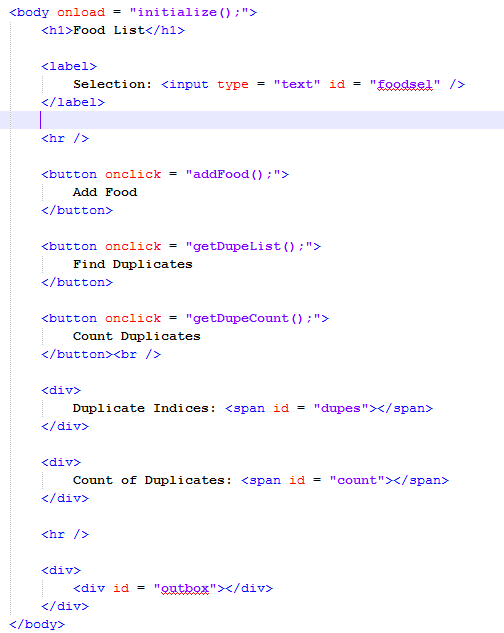 <body onload = "initialize();">
<h1>Food List</h1>
<label>
Selection: <input type = "text" id = "foodsel" />
</label>
<hr />
<button onclick = "addFood();">
Add Food
</button>
<button onclick = "getDupeList();">
Find Duplicates
</button>
<button onclick = "getDupeCount();">
Count Duplicates
</button><br />
<div>
Duplicate Indices: <span id = "dupes"></span>
</div>
<div>
Count of Duplicates: <span id = "count"></span>
</div>
<hr />
<div>
<div id = "outbox"></div>
</div>
</body>